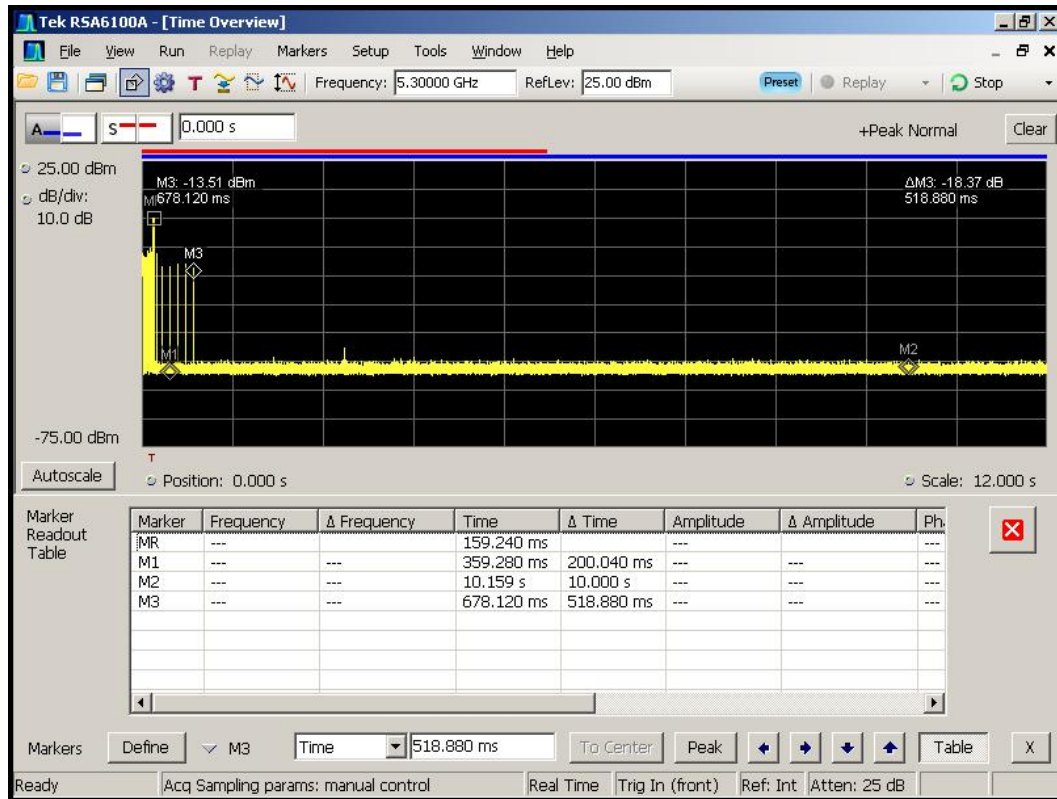 Tek RSA6100A - [Time Overview]
File View Run Replay Markers Setup Tools Window Help
T Frequency: 5.30000 GHz RefLev: 25.00 dBm Preset Replay Stop
A S 0.000 s +Peak Normal Clear
25.00 dBm
dB/div:
10.0 dB
M3: -13.51 dBm
678.120 ms
ΔM3: -18.37 dB
518.880 ms
M3
M1
M2
-75.00 dBm
T
Autoscale Position: 0.000 s Scale: 12.000 s
Marker
Readout
Table
Marker Frequency Δ Frequency Time Δ Time Amplitude Δ Amplitude Ph
MR --- 159.240 ms --- ---
M1 --- --- 359.280 ms 200.040 ms --- --- ---
M2 --- --- 10.159 s 10.000 s --- --- ---
M3 --- --- 678.120 ms 518.880 ms --- --- ---
Markers Define M3 Time 518.880 ms To Center Peak Table X
Ready Acq Sampling params: manual control Real Time Trig In (front) Ref: Int Atten: 25 dB